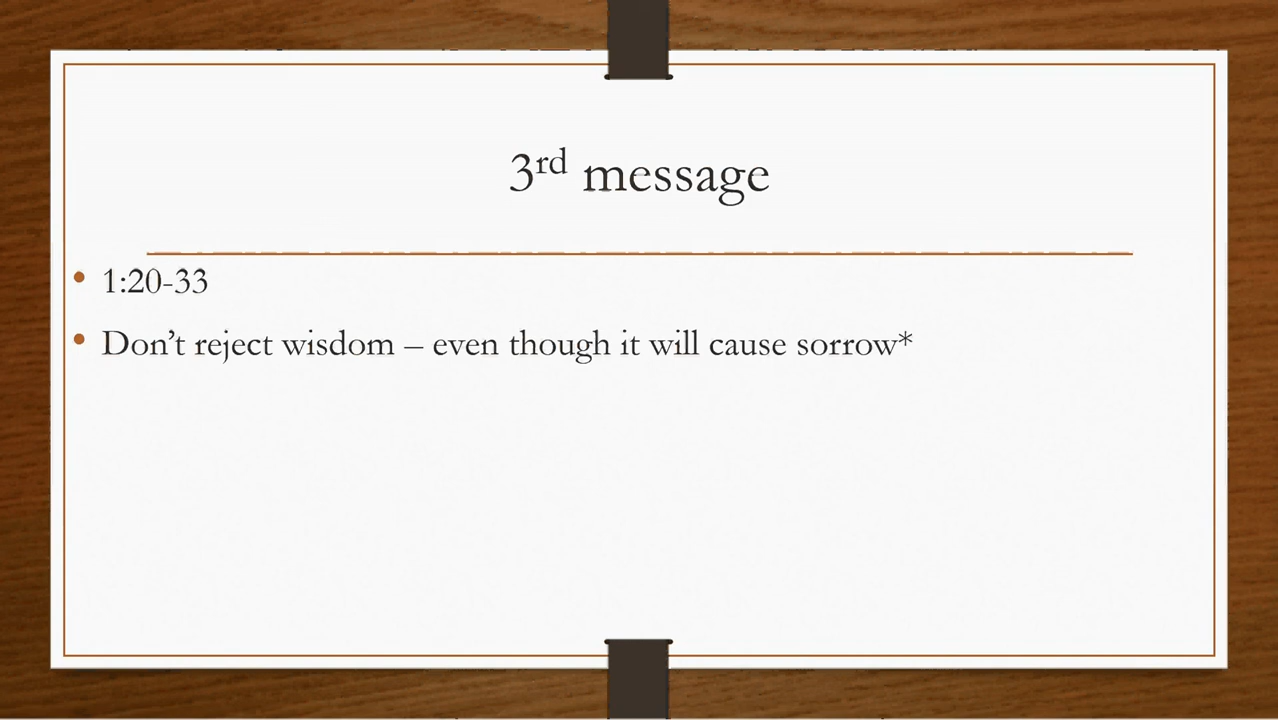 3rd message
1:20-33
Don’t reject wisdom – even though it will cause sorrow*